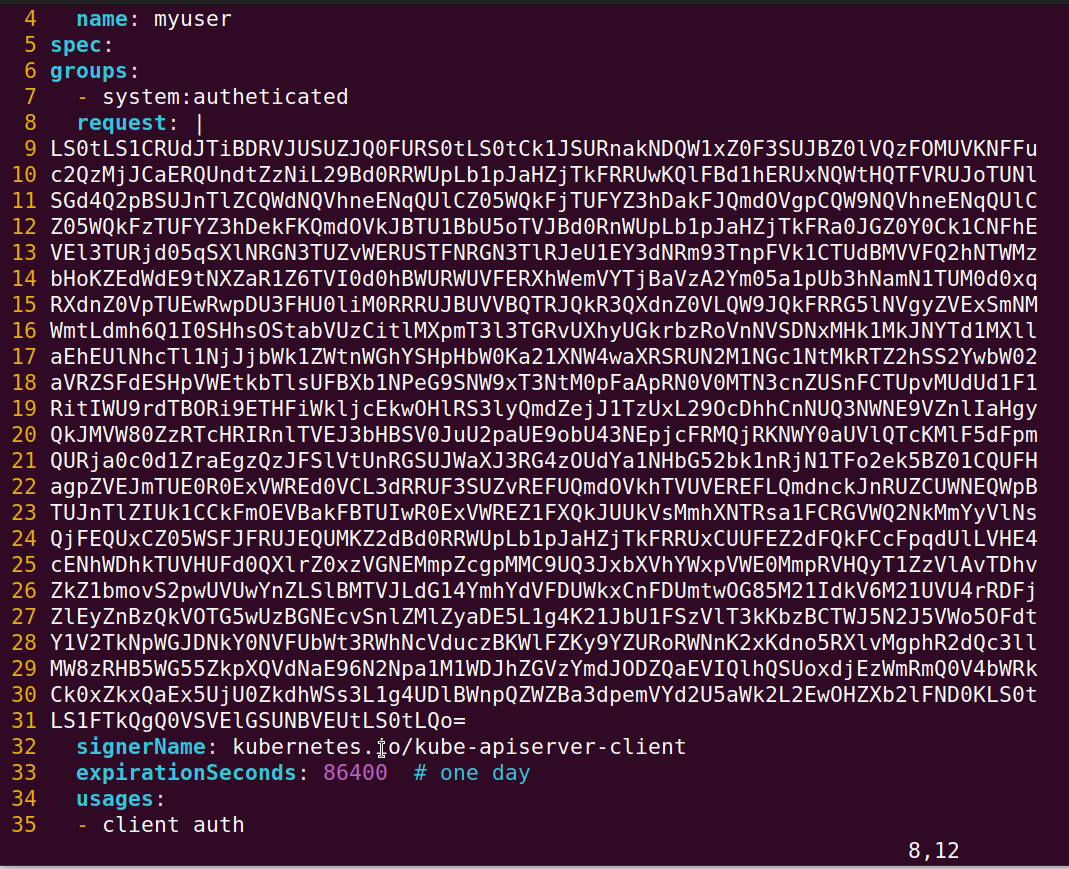 4 name: myuser
5 spec:
6 groups:
7 - system:autheticated
8 request: |
9 LS0tLS1CRUdJTiBDRVJUSUZJQ0FURS0tLS0tCk1JSURnakNDQW1xZ0F3SUJBZ0lVQzFOMUVKNFFu
10 c2QzMjJCaERQUndtZzNiL29Bd0RRWUpLb1pJaHZjTkFRRUwKQlFBd1hERUxNQWtHQTFVRUJoTUNl
11 SGd4Q2pBSUJnTlZCQWdNQVhneENqQUlCZ05WQkFjTUFYZ3hDakFJQmdOVgpCQW9NQVhneENqQUlC
12 Z05WQKFzTUFYZ3hDekFKQmdOVkJBTU1BbU5oTVJBd0RnWUpLb1pJaHZjTkFRa0JGZ0Y0Ck1CNFhE
13 VEl3TURjd05qSXlNRGN3TUZvWERUSTFNRGN3TlRJeU1EY3dNRm93TnpFVk1CTUdBMVVFQ2hNTWMz
14 bHoKZEdWdE9tNXZaR1Z6TVI0d0hBWURWUVFERXhWemVYTjBaVzA2Ym05a1pUb3hNamN1TUM0d0xq
15 RXdnZ0VpTUEwRwpDU3FHU0liM0RRRUJBUVVBQTRJQkR3QXdnZ0VLQW9JQkFRRG5lNVgyZVExSmNM
16 WmtLdmh6Q1I0SHhsOStabVUzCitlMXpmT3l3TGRvUXhyUGkrbzRoVnNVSDNxMHk1MkJNYTd1MXll
17 aEhEUlNhcTl1NjJjbWk1ZWtnWGhYSHpHbW0Ka21XNW4waXRSRUN2M1NGc1NtMkRTZ2hSS2YwbW02
18 aVRZSFdESHpVWEtkbTlsUFBXb1NPeG9SNW9xT3NtM0pFaApRN0V0MTN3cnZUSnFCTUpvMUdUd1F1
19 RitIWU9rdTBORi9ETHFiWkljcEkwOHlRS3lyQmdZejJ1TzUxL29OcDhhCnNUQ3NWNE9VZnlIaHgy
20 QkJMVW80ZzRTcHRIRnlTVEJ3bHBSV0JuU2paUE9obU43NEpjcFRMQjRKNWY0aUVlQTcKMlF5dFpm
21 QURja0c0d1ZraEgzQzJFSlVtUnRGSUJWaXJ3RG4zOUdYa1NHbG52bk1nRjN1TFo2ek5BZ01CQUFH
22 agpZVEJmTUE0R0ExVWREd0VCL3dRRUF3SUZvREFUQmdOVkhTVUVEREFLQmdnckJnRUZCUWNEQWpB
23 TUJnTlZIUk1CCkFmOEVBakFBTUIwR0ExVWREZ1FXQkJUUkVsMmhXNTRsa1FCRGVWQ2NkMmYyVlNs
24 QjFEQUxCZ05WSFJFRUJEQUMKZ2dBd0RRWUpLb1pJaHZjTkFRRUxCUUFEZ2dFQkFCcFpqdUlLVHE4
25 cENhWDhkTUVHUFd0QXlrZ0xzVGNEMmpZcgpMMC9UQ3JxbXVhYWxpVWE0MmpRVHQyT1ZzVlAvTDhv
26 ZkZ1bmovS2pwUVUwYnZLSlBMTVJLdG14YmhYdVFDUWkxCnFDUmtwOG85M21IdkV6M21UVU4rRDFj
27 ZlEyZnBzQkVOTG5wUzBGNEcvSnlZMlZyaDE5L1g4K21JbU1FSzVlT3kKbzBCTWJ5N2J5VWo5OFdt
28 Y1V2TkNpWGJDNkY0NVFUbWt3RWhNcVduczBKWlFZKy9YZURoRWNnK2xKdno5RXlvMgphR2dQc3ll
29 MW8zRHB5WG55ZkpXQVdNaE96N2Npa1M1WDJhZGVzYmdJODZQaEVIQlhQSUoxdjEzWmRmQ0V4bWRk
30 Ck0xZkxQaEx5UjU0ZkdhWSs3L1g4UDlBWnpQZWZBa3dpemVYd2U5aWk2L2EwOHZXb2lFND0KLS0t
31 LS1FTkQgQ0VSVElGSUNBVEUtLS0tLQo=
32 signerName: kubernetes.io/kube-apiserver-client
33 expirationSeconds: 86400 # one day
34 usages:
35 - client auth
8,12